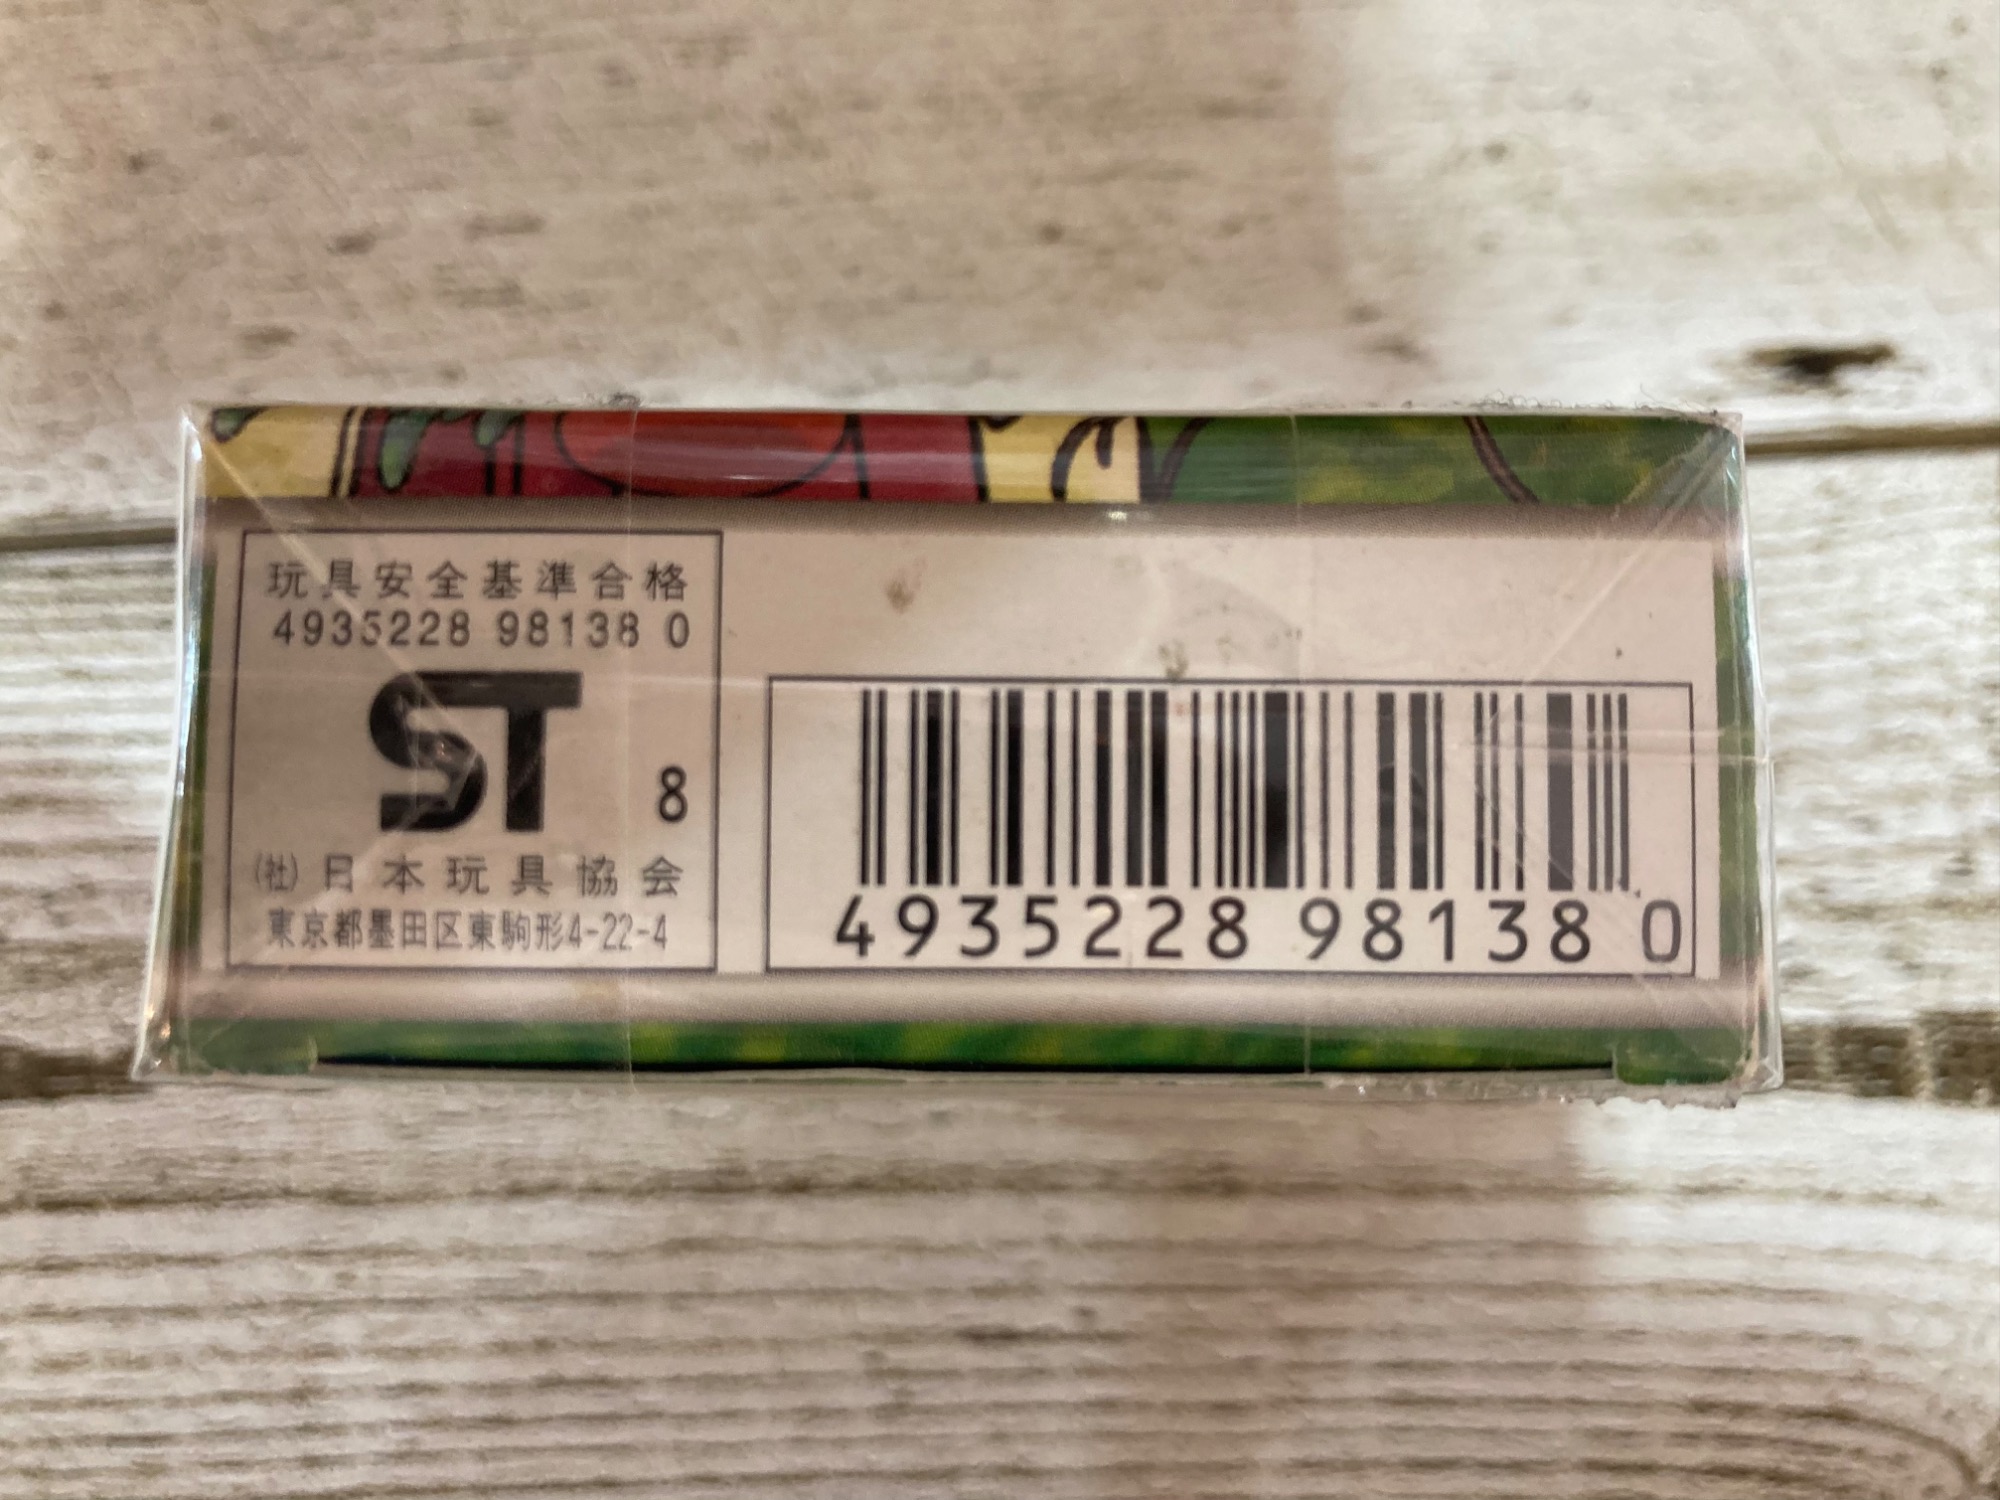 玩具安全基準合格
4935228 98138 0
ST
8
(社)日本玩具協会
東京都墨田区東駒形4-22-4
4935228 98138 0